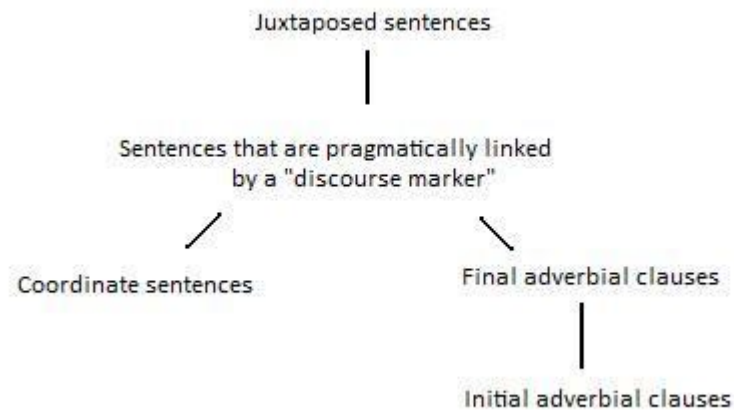 Juxtaposed sentences
Sentences that are pragmatically linked
by a "discourse marker"
Coordinate sentences
Final adverbial clauses
Initial adverbial clauses